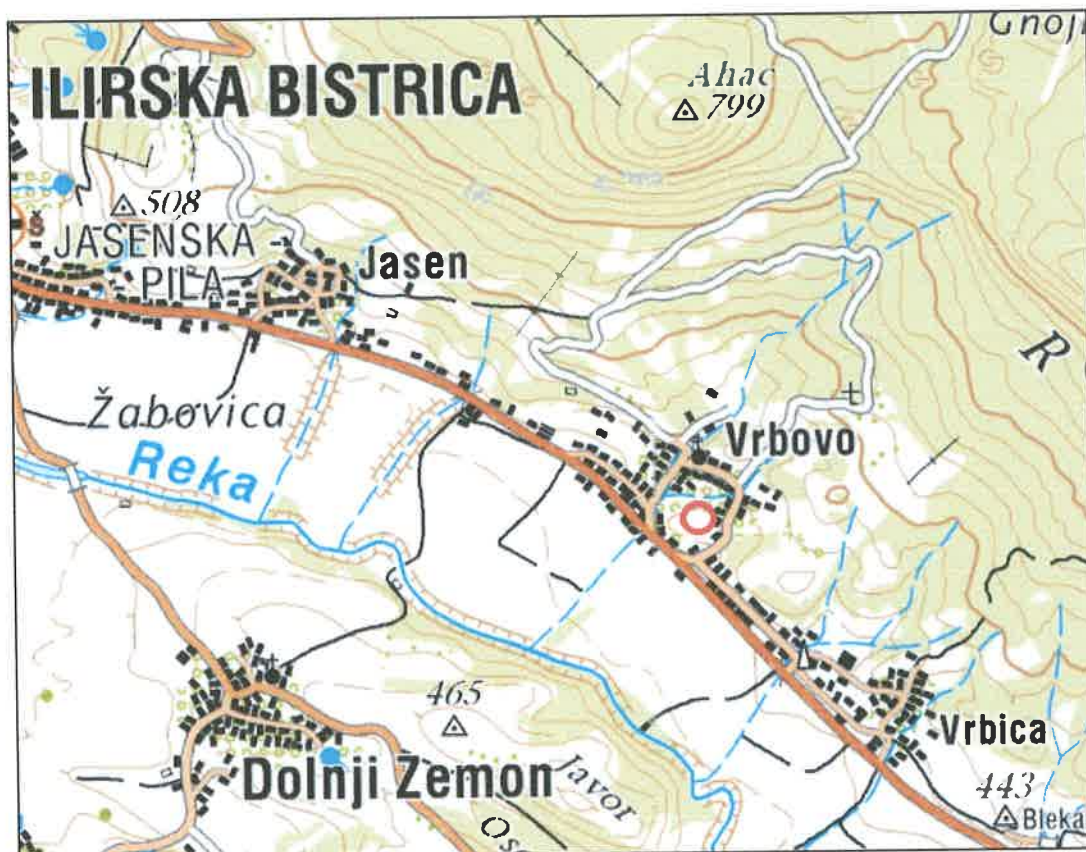 Gnoj
ILIRSKA BISTRICA
Ahac
799
508
Š
JASENSKA
PILA
Jasen
R
Žabovica
Reka
Vrbovo
465
Dolnji Zemon
Javor
Vrbica
443
Bleka
Os